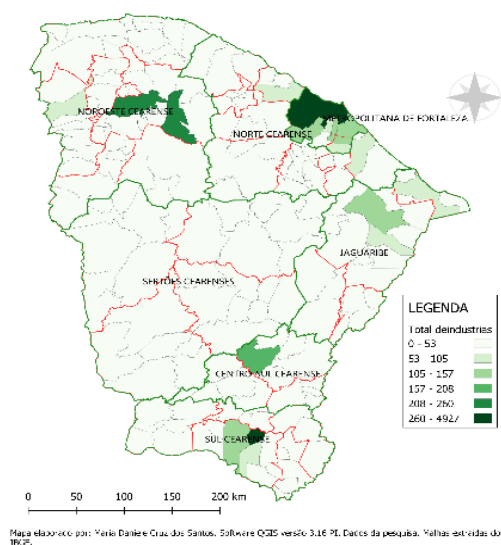 NOROESTE CEARENSE
METROPOLITANA DE FORTALEZA
NORTE CEARENSE
JAGUARIBE
SERTÕES CEARENSES
CENTRO SUL CEARENSE
SUL CEARENSE
LEGENDA
Total deindustrias
0 - 53
53 - 105
105 - 157
157 - 208
208 - 260
260 - 4927
0 50 100 150 200 km
Mapa elaborado por: Maria Daniele Cruz dos Santos. Software QGIS versão 3.16 PI. Dados da pesquisa. Malhas extraídas do
IBGE.